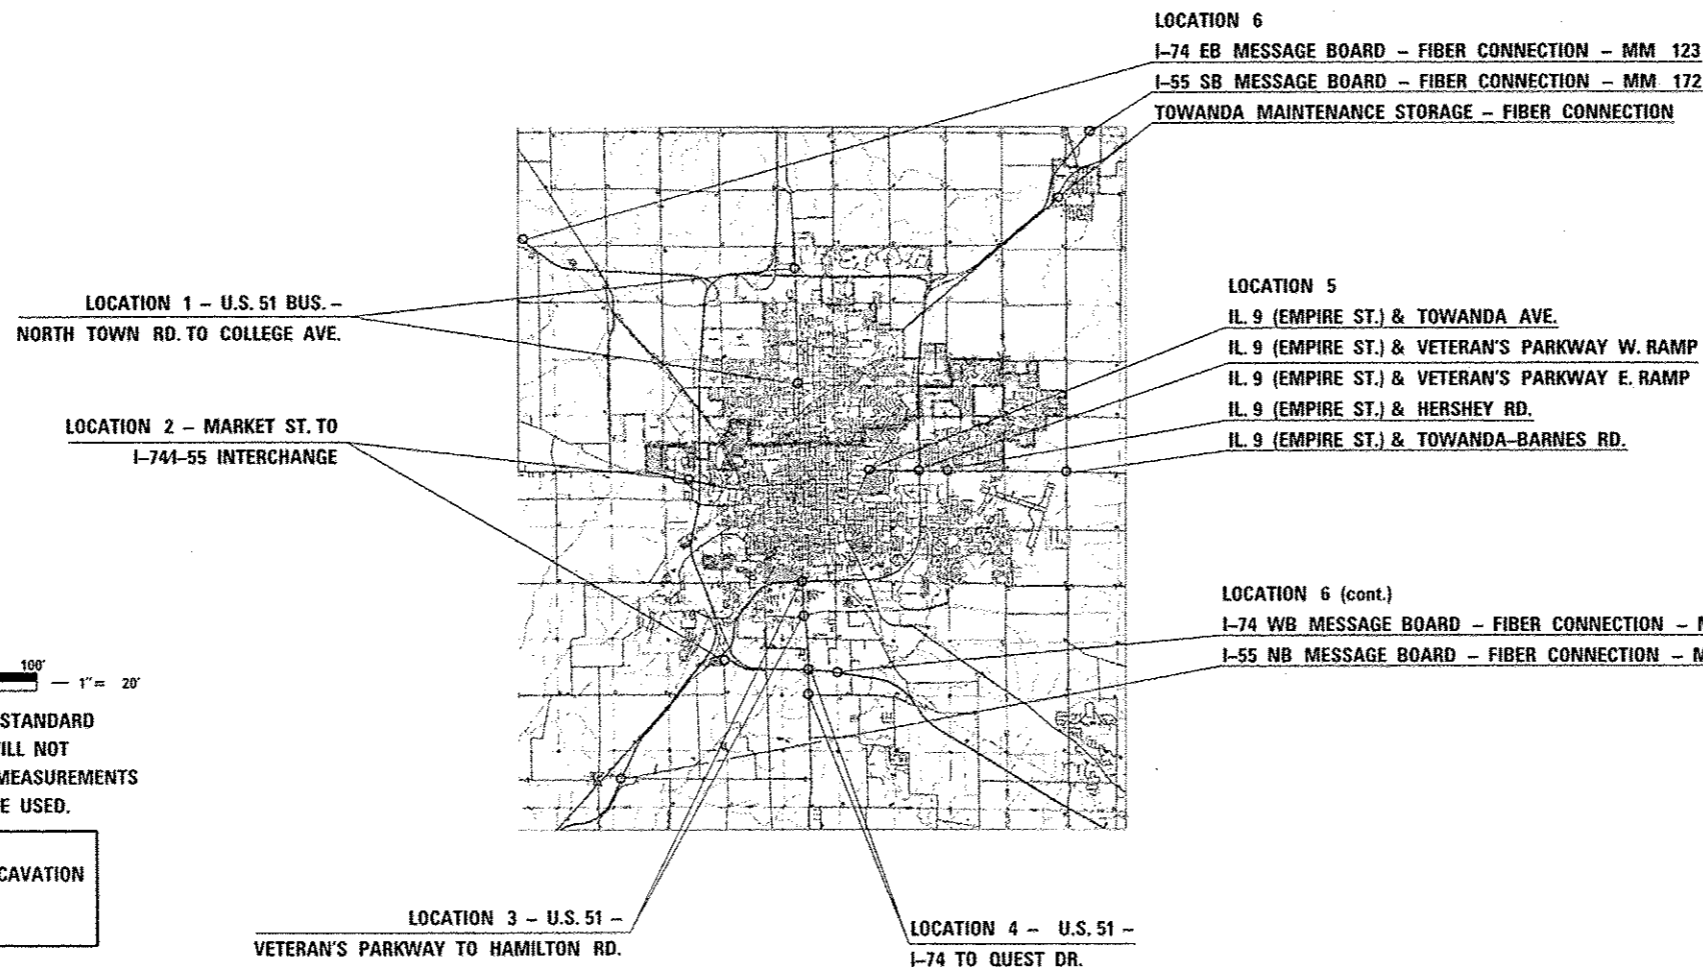 LOCATION 6
I-74 EB MESSAGE BOARD - FIBER CONNECTION - MM 123
I-55 SB MESSAGE BOARD - FIBER CONNECTION - MM 172
TOWANDA MAINTENANCE STORAGE - FIBER CONNECTION
LOCATION 1 - U.S. 51 BUS. -
NORTH TOWN RD. TO COLLEGE AVE.
LOCATION 2 - MARKET ST. TO
I-744-55 INTERCHANGE
LOCATION 5
IL. 9 (EMPIRE ST.) & TOWANDA AVE.
IL. 9 (EMPIRE ST.) & VETERAN'S PARKWAY W. RAMP
IL. 9 (EMPIRE ST.) & VETERAN'S PARKWAY E. RAMP
IL. 9 (EMPIRE ST.) & HERSHEY RD.
IL. 9 (EMPIRE ST.) & TOWANDA-BARNES RD.
LOCATION 6 (cont.)
I-74 WB MESSAGE BOARD - FIBER CONNECTION -
I-55 NB MESSAGE BOARD - FIBER CONNECTION -
100' — 1"= 20'
STANDARD
ILL NOT
MEASUREMENTS
E USED.
CAVATION
LOCATION 3 - U.S. 51 -
VETERAN'S PARKWAY TO HAMILTON RD.
LOCATION 4 - U.S. 51 -
I-74 TO QUEST DR.